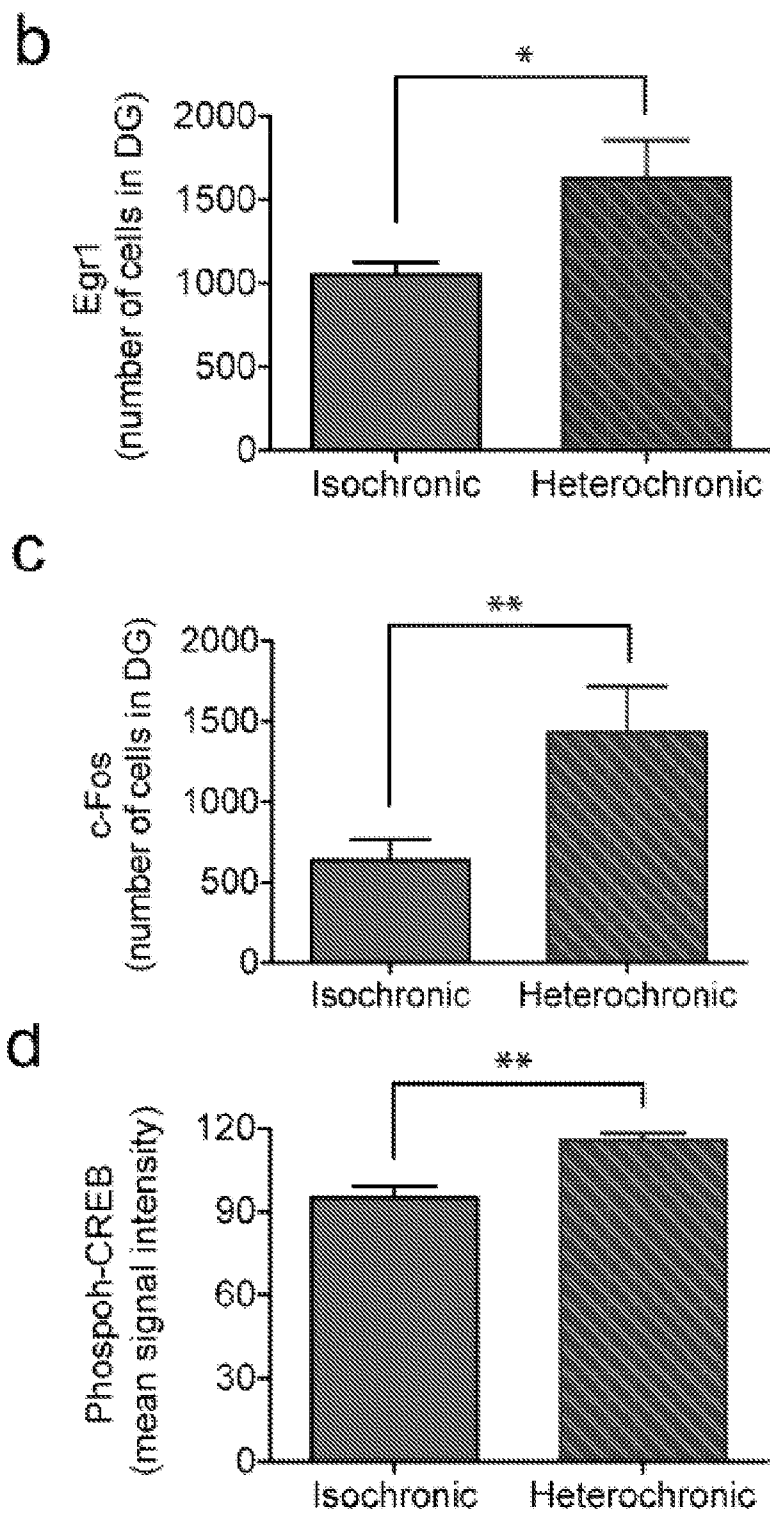 b
*
Egr1
(number of cells in DG)
2000
1500
1000
500
0
Isochronic Heterochronic
c
**
c-Fos
(number of cells in DG)
2000
1500
1000
500
0
Isochronic Heterochronic
d
**
Phospoh-CREB
(mean signal intensity)
120
90
60
30
0
Isochronic Heterochronic